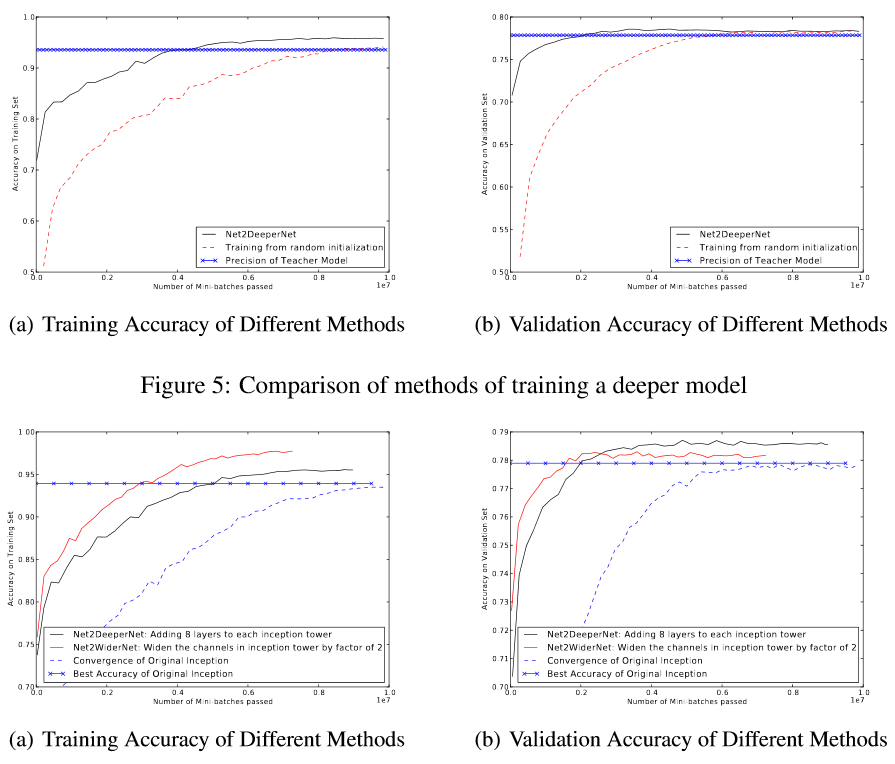 1.0
0.9
0.8
0.7
0.6
0.5
Accuracy on Training Set
Net2DeeperNet
Training from random initialization
Precision of Teacher Model
0.0 0.2 0.4 0.6 0.8 1.0
1e7
Number of Mini-batches passed
(a) Training Accuracy of Different Methods
0.80
0.75
0.70
0.65
0.60
0.55
0.50
Accuracy on Validation Set
Net2DeeperNet
Training from random initialization
Precision of Teacher Model
0.0 0.2 0.4 0.6 0.8 1.0
1e7
Number of Mini-batches passed
(b) Validation Accuracy of Different Methods
Figure 5: Comparison of methods of training a deeper model
1.00
0.95
0.90
0.85
0.80
0.75
0.70
Accuracy on Training Set
Net2DeeperNet: Adding 8 layers to each inception tower
Net2WiderNet: Widen the channels in inception tower by factor of 2
Convergence of Original Inception
Best Accuracy of Original Inception
0.0 0.2 0.4 0.6 0.8 1.0
1e7
Number of Mini-batches passed
(a) Training Accuracy of Different Methods
0.79
0.78
0.77
0.76
0.75
0.74
0.73
0.72
0.71
0.70
Accuracy on Validation Set
Net2DeeperNet: Adding 8 layers to each inception tower
Net2WiderNet: Widen the channels in inception tower by factor of 2
Convergence of Original Inception
Best Accuracy of Original Inception
0.0 0.2 0.4 0.6 0.8 1.0
1e7
Number of Mini-batches passed
(b) Validation Accuracy of Different Methods